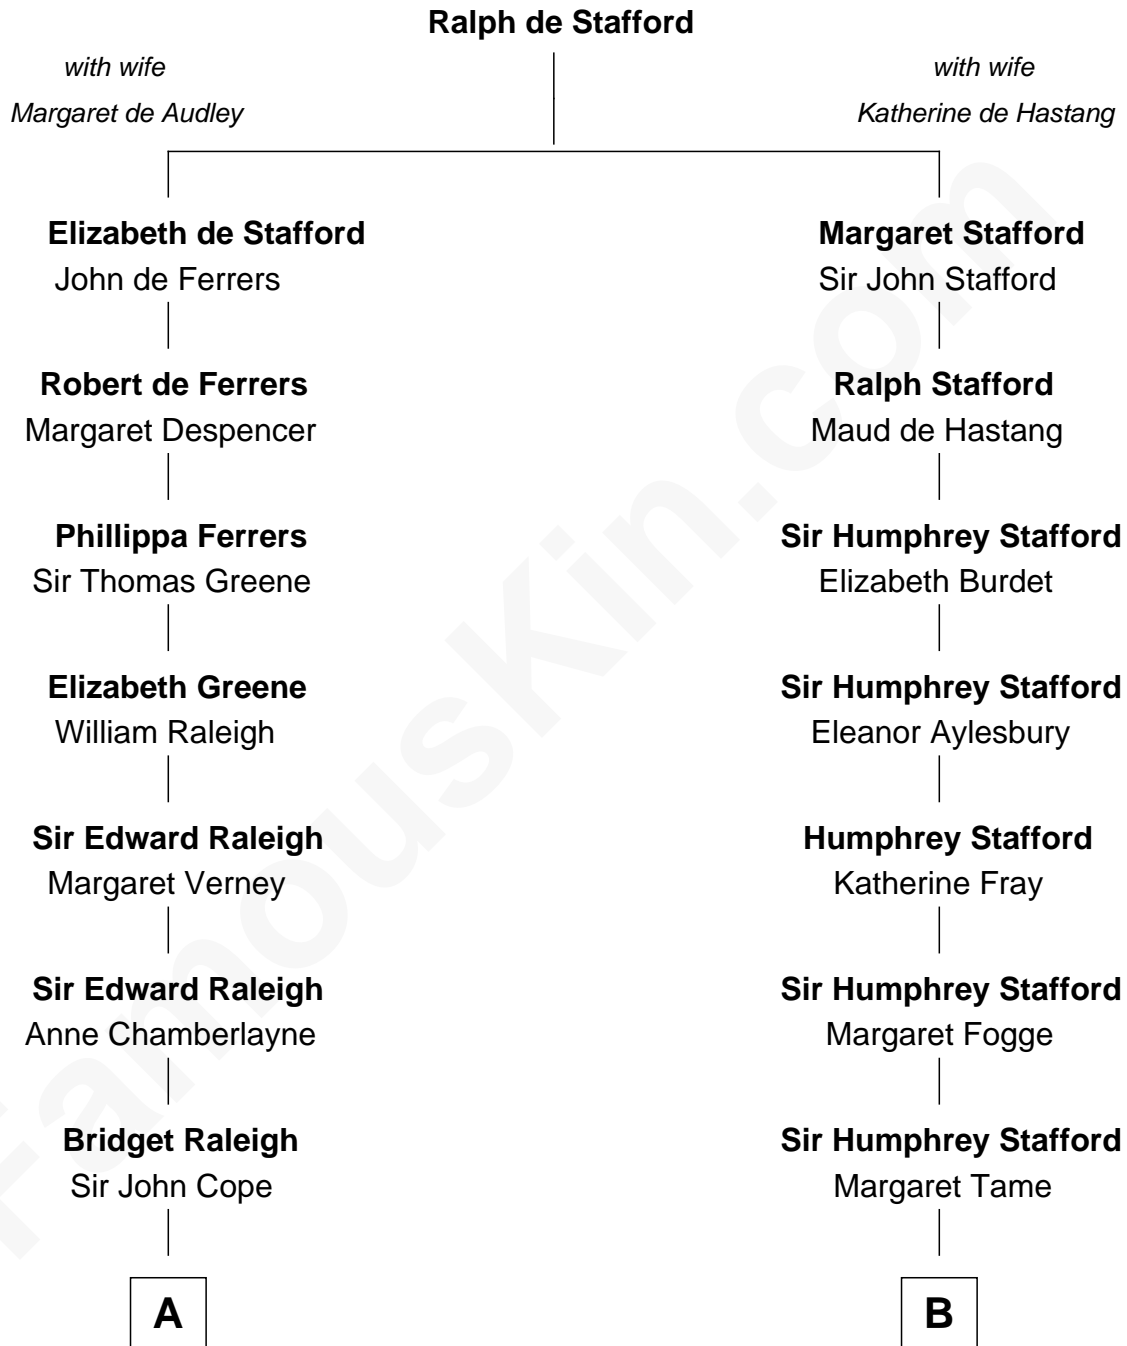 Ralph de Stafford
with wife
Margaret de Audley
with wife
Katherine de Hastang
Elizabeth de Stafford
John de Ferrers
Margaret Stafford
Sir John Stafford
Robert de Ferrers
Margaret Despencer
Ralph Stafford
Maud de Hastang
Phillippa Ferrers
Sir Thomas Greene
Sir Humphrey Stafford
Elizabeth Burdet
Elizabeth Greene
William Raleigh
Sir Humphrey Stafford
Eleanor Aylesbury
Sir Edward Raleigh
Margaret Verney
Humphrey Stafford
Katherine Fray
Sir Edward Raleigh
Anne Chamberlayne
Sir Humphrey Stafford
Margaret Fogge
Bridget Raleigh
Sir John Cope
Sir Humphrey Stafford
Margaret Tame
A
B
FamousKin.com